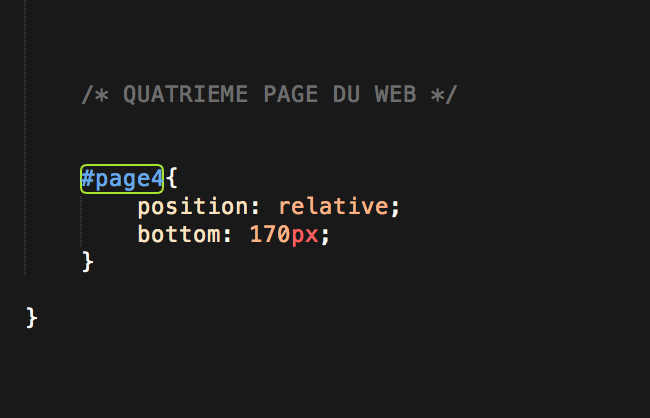 /* QUATRIEME PAGE DU WEB */
#page4{
position: relative;
bottom: 170px;
}
}